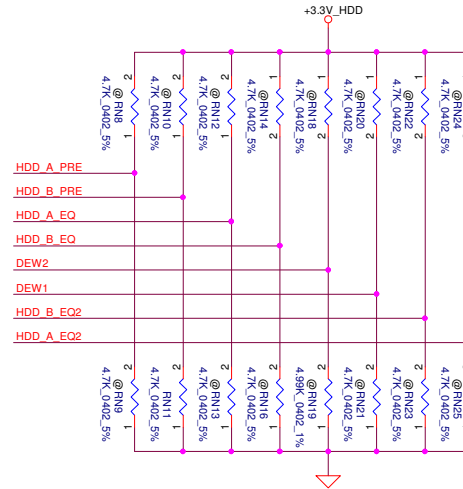 +3.3V_HDD
2
@RN8
4.7K_0402_5%
1
2
@RN10
4.7K_0402_5%
1
2
@RN12
4.7K_0402_5%
1
1
@RN14
4.7K_0402_5%
2
1
@RN18
4.7K_0402_5%
2
1
@RN20
4.7K_0402_5%
2
1
@RN22
4.7K_0402_5%
2
1
@RN24
4.7K_0402_5%
2
HDD_A_PRE
HDD_B_PRE
HDD_A_EQ
HDD_B_EQ
DEW2
DEW1
HDD_B_EQ2
HDD_A_EQ2
2
@RN9
4.7K_0402_5%
1
2
RN11
4.7K_0402_5%
1
2
@RN13
4.7K_0402_5%
1
2
@RN16
4.7K_0402_5%
1
2
@RN19
4.99K_0402_1%
1
2
@RN21
4.7K_0402_5%
1
2
@RN23
4.7K_0402_5%
1
2
@RN25
4.7K_0402_5%
1